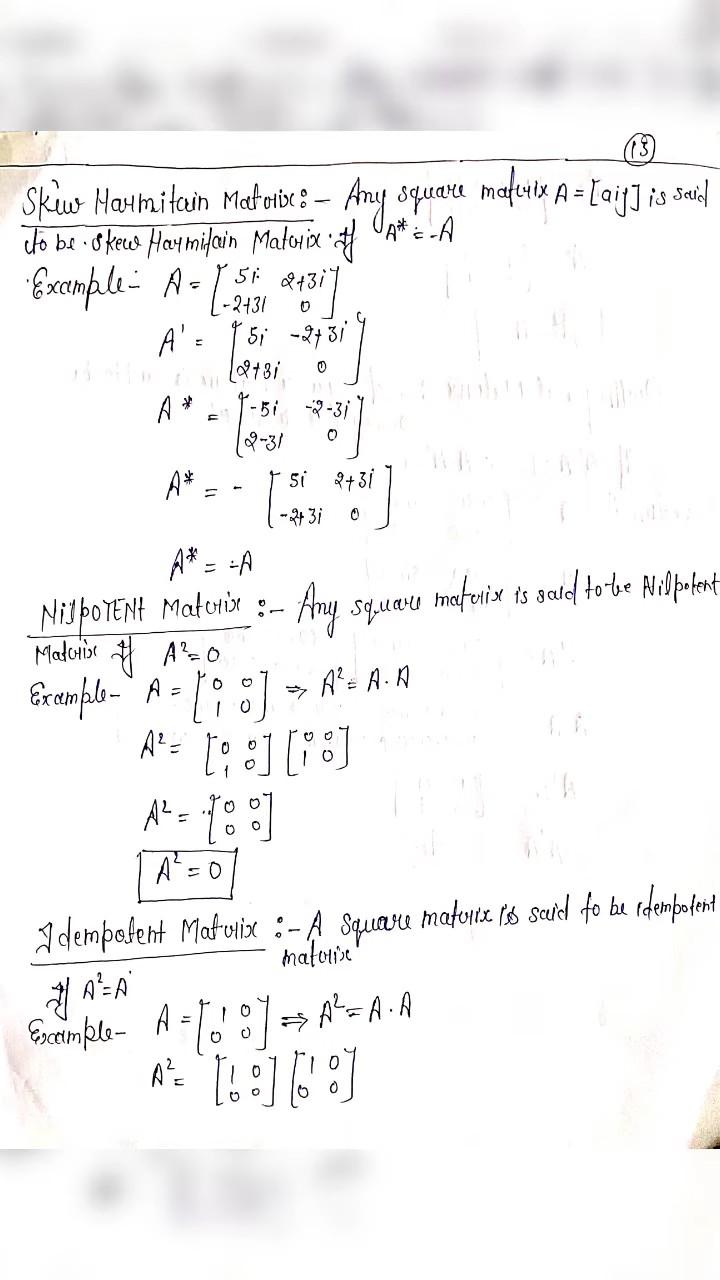 13
Skew Harmitain Matrix:- Any square matrix A = [aij] is said
to be skew Harmitain Matrix if A* = -A
Example:- A = [5i 2+3i
-2+3i 0]
A' = [5i -2+3i
2+3i 0]
A* = [-5i -2-3i
2-3i 0]
A* = - [5i 2+3i
-2+3i 0]
A* = -A
NilPOTENT Matrix :- Any square matrix is said to be Nilpotent
Matrix if A² = 0
Example- A = [0 0
1 0] ⇒ A² = A . A
A² = [0 0
1 0] [0 0
1 0]
A² = [0 0
0 0]
A² = 0
Idempotent Matrix :- A square matrix is said to be idempotent
matrix
if A² = A
Example- A = [1 0
0 0] ⇒ A² = A . A
A² = [1 0
0 0] [1 0
0 0]